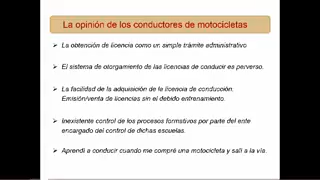 La opinión de los conductores de motocicletas
➢ La obtención de licencia como un simple trámite administrativo
➢ El sistema de otorgamiento de las licencias de conducir es perverso.
➢ La facilidad de la adquisición de la licencia de conducción.
Emisión/venta de licencias sin el debido entrenamiento.
➢ Inexistente control de los procesos formativos por parte del ente
encargado del control de dichas escuelas.
➢ Aprendí a conducir cuando me compré una motocicleta y salí a la vía.